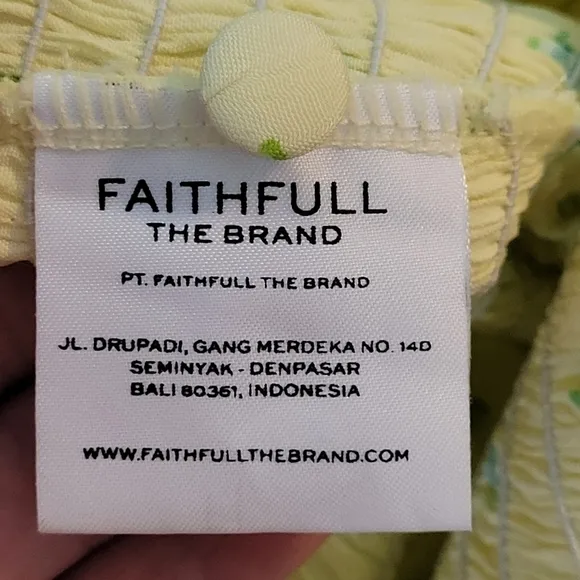 FAITHFULL
THE BRAND
PT. FAITHFULL THE BRAND
JL. DRUPADI, GANG MERDEKA NO. 14D
SEMINYAK - DENPASAR
BALI 80361, INDONESIA
WWW.FAITHFULLTHEBRAND.COM